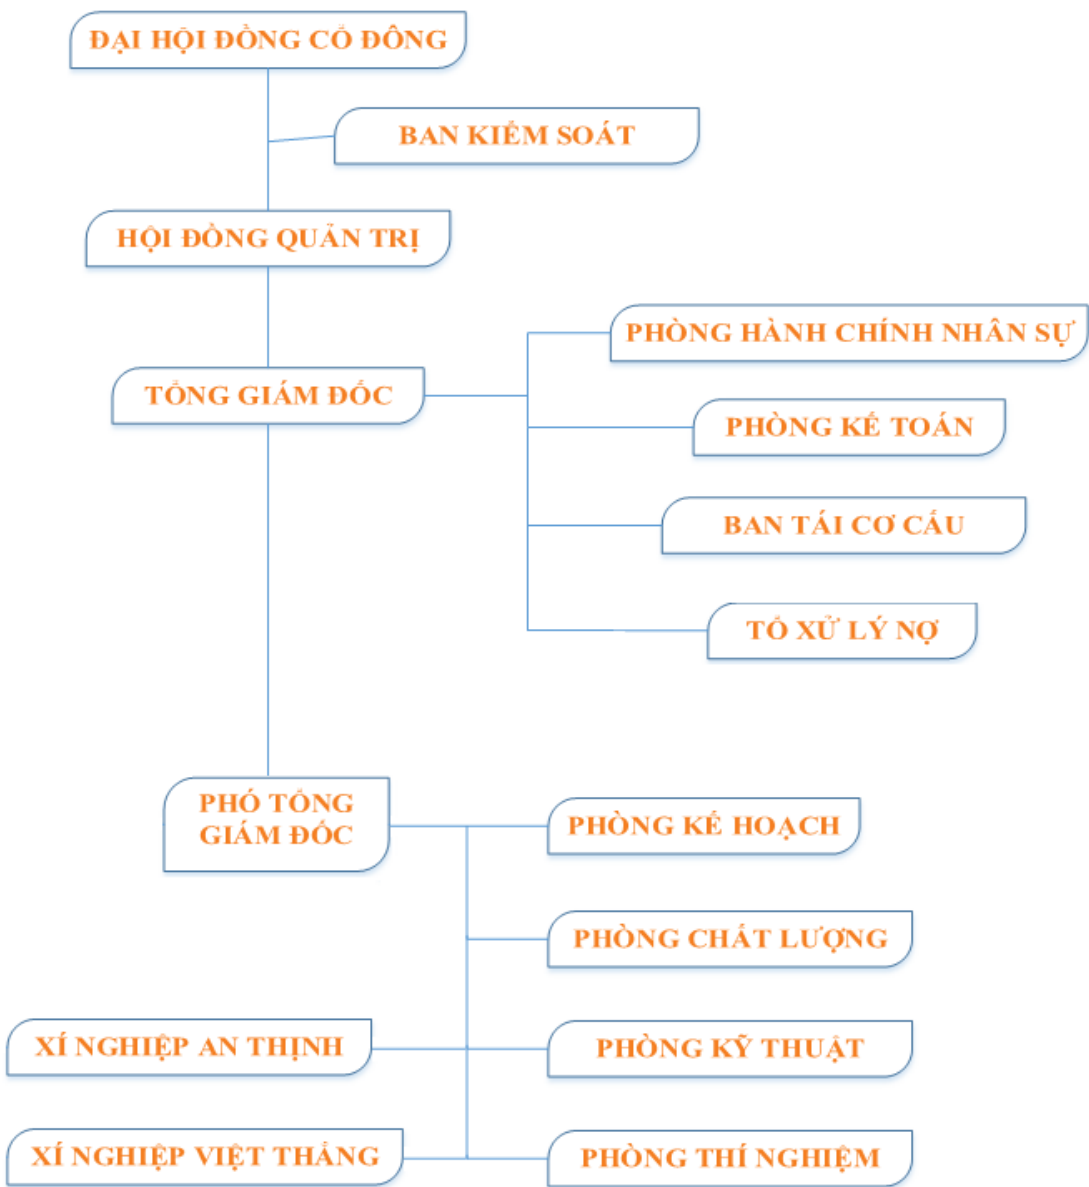 ĐẠI HỘI ĐỒNG CỔ ĐÔNG
BAN KIỂM SOÁT
HỘI ĐỒNG QUẢN TRỊ
PHÒNG HÀNH CHÍNH NHÂN SỰ
TỔNG GIÁM ĐỐC
PHÒNG KẾ TOÁN
BAN TÁI CƠ CẤU
TỔ XỬ LÝ NỢ
PHÓ TỔNG
GIÁM ĐỐC
PHÒNG KẾ HOẠCH
PHÒNG CHẤT LƯỢNG
XÍ NGHIỆP AN THỊNH
PHÒNG KỸ THUẬT
XÍ NGHIỆP VIỆT THẮNG
PHÒNG THÍ NGHIỆM